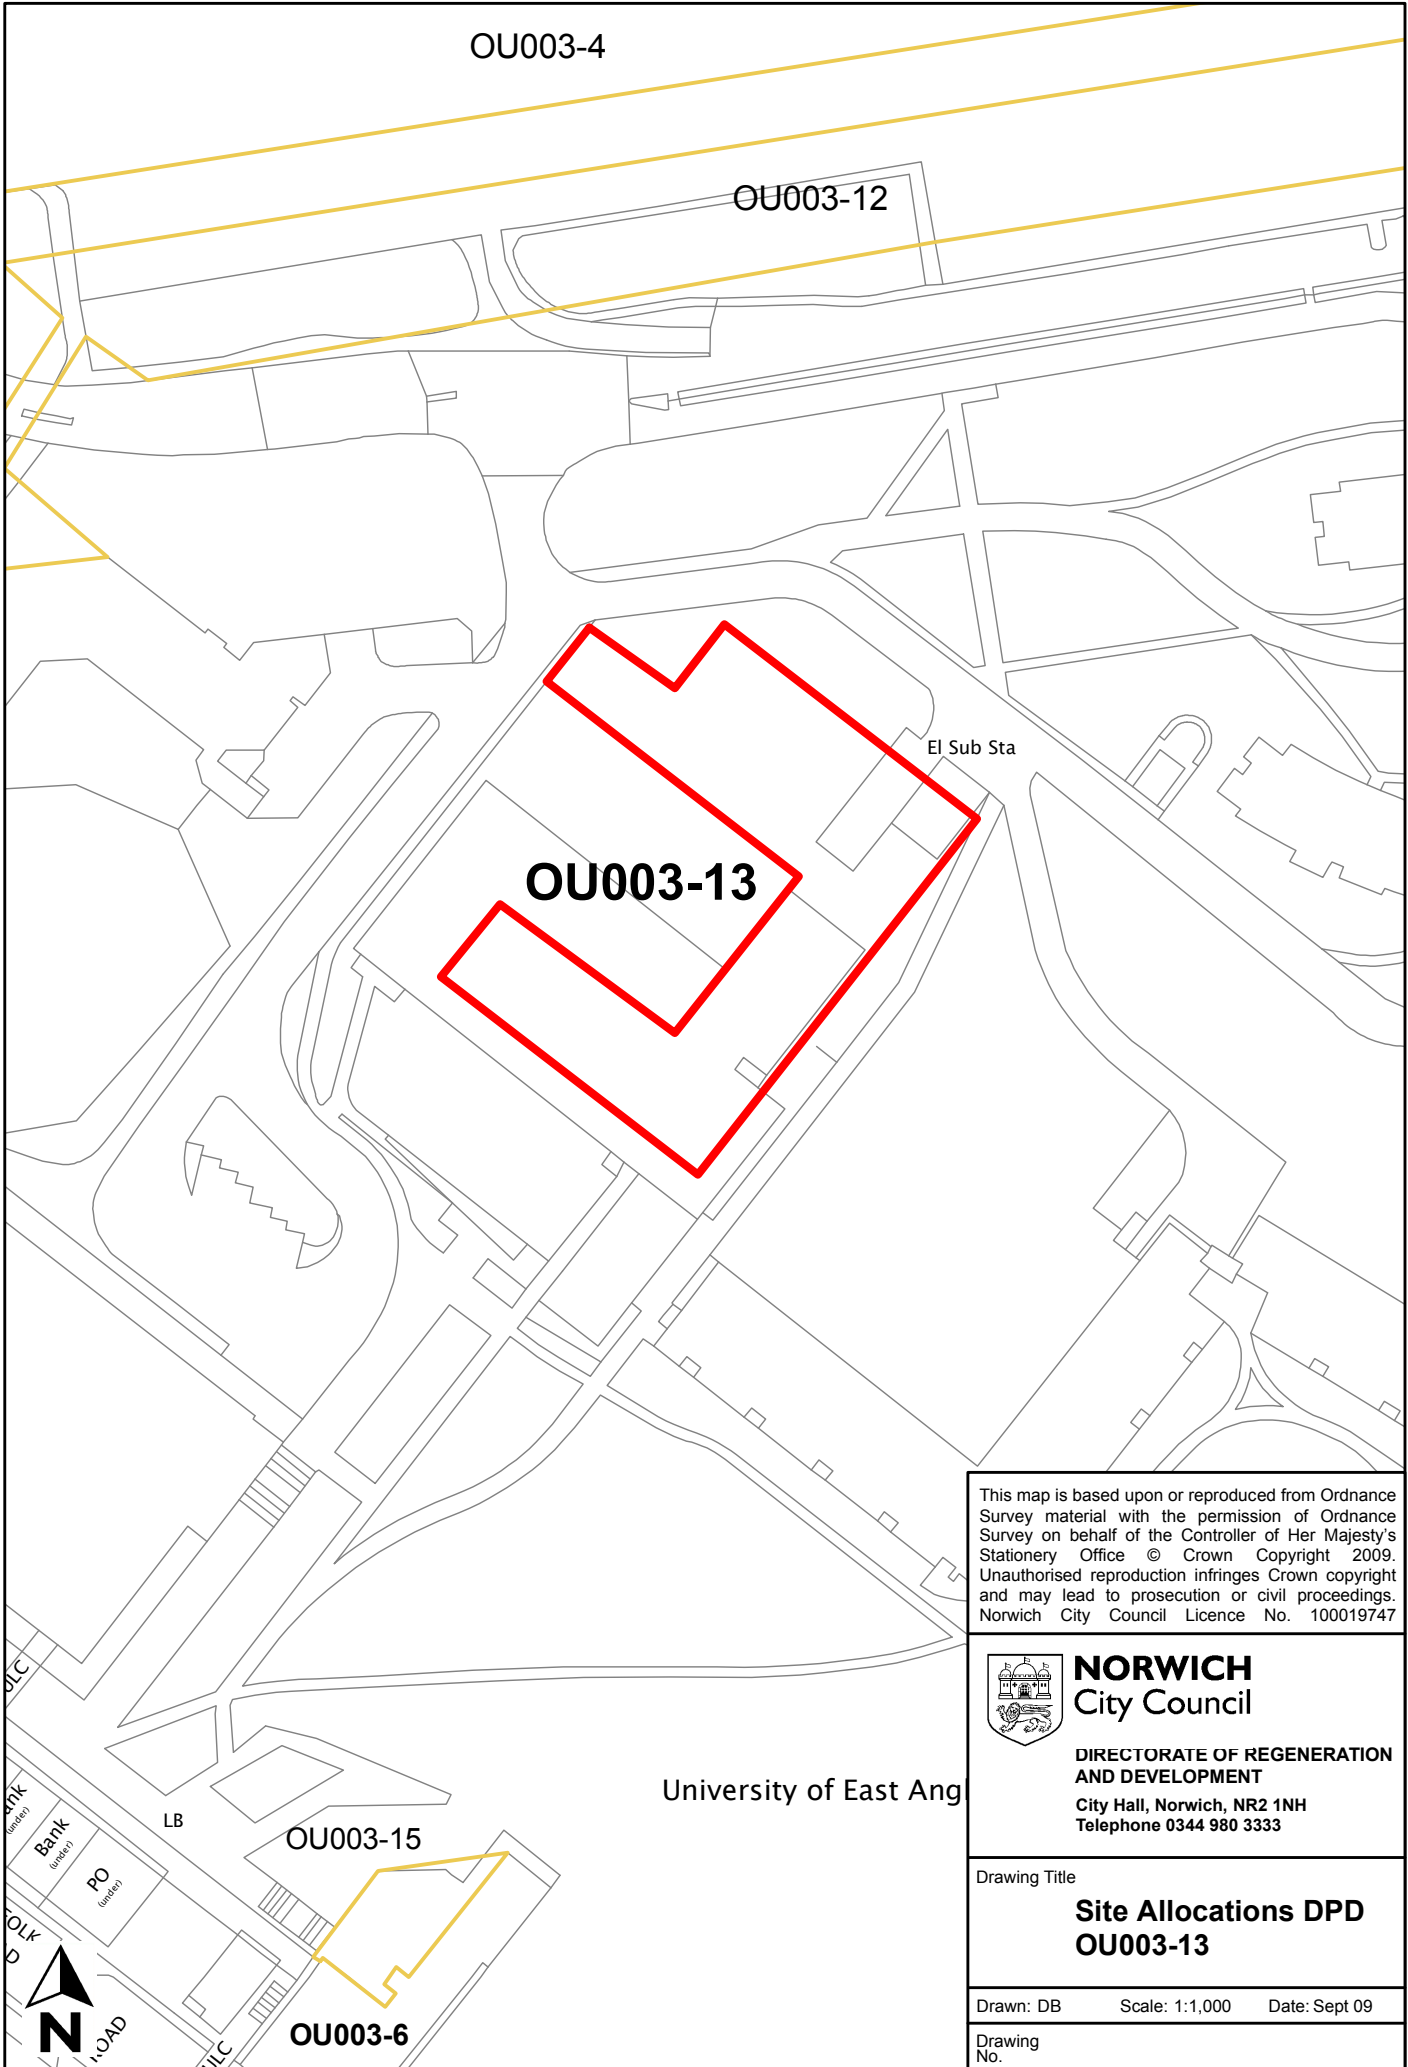 OU003-4
OU003-12
El Sub Sta
OU003-13
This map is based upon or reproduced from Ordnance
Survey material with the permission of Ordnance
Survey on behalf of the Controller of Her Majesty's
Stationery Office © Crown Copyright 2009.
Unauthorised reproduction infringes Crown copyright
and may lead to prosecution or civil proceedings.
Norwich City Council Licence No. 100019747
NORWICH
City Council
DIRECTORATE OF REGENERATION
AND DEVELOPMENT
City Hall, Norwich, NR2 1NH
Telephone 0344 980 3333
University of East Angl
LB
OU003-15
Bank
(under)
PO
(under)
ank
(under)
OU003-6
N
ROAD
Drawing Title
Site Allocations DPD
OU003-13
Drawn: DB Scale: 1:1,000 Date: Sept 09
Drawing
No.